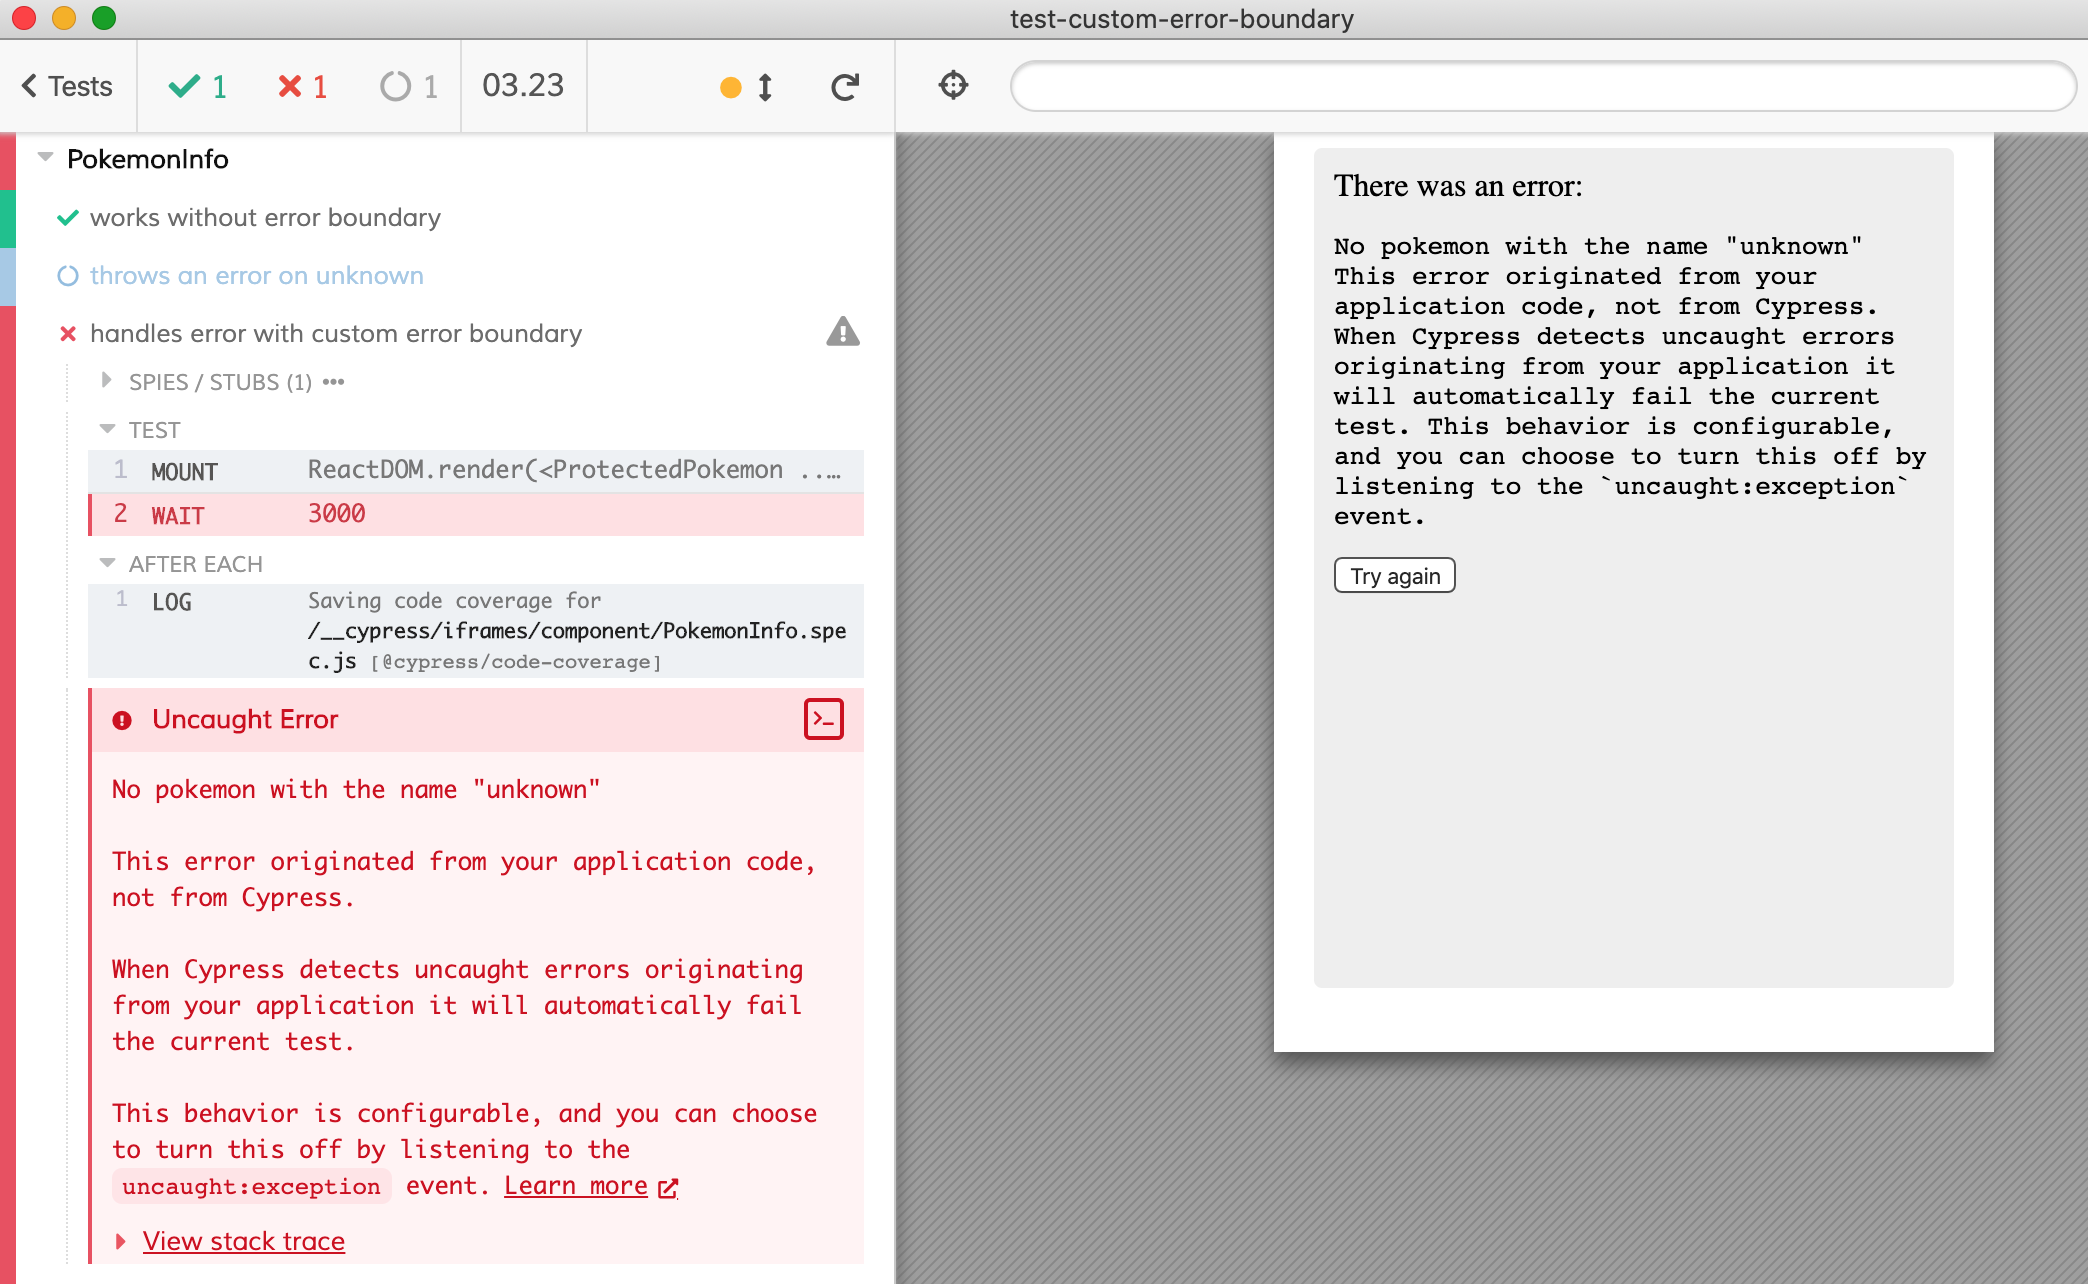 test-custom-error-boundary
Tests
1
1
1
03.23
PokemonInfo
works without error boundary
throws an error on unknown
handles error with custom error boundary
SPIES / STUBS (1) •••
TEST
1 MOUNT ReactDOM.render(<ProtectedPokemon ..…
2 WAIT 3000
AFTER EACH
1 LOG Saving code coverage for
/__cypress/iframes/component/PokemonInfo.spe
c.js [@cypress/code-coverage]
Uncaught Error
>_
No pokemon with the name "unknown"
This error originated from your application code,
not from Cypress.
When Cypress detects uncaught errors originating
from your application it will automatically fail
the current test.
This behavior is configurable, and you can choose
to turn this off by listening to the
uncaught:exception event. Learn more
View stack trace
There was an error:
No pokemon with the name "unknown"
This error originated from your
application code, not from Cypress.
When Cypress detects uncaught errors
originating from your application it
will automatically fail the current
test. This behavior is configurable,
and you can choose to turn this off by
listening to the `uncaught:exception`
event.
Try again